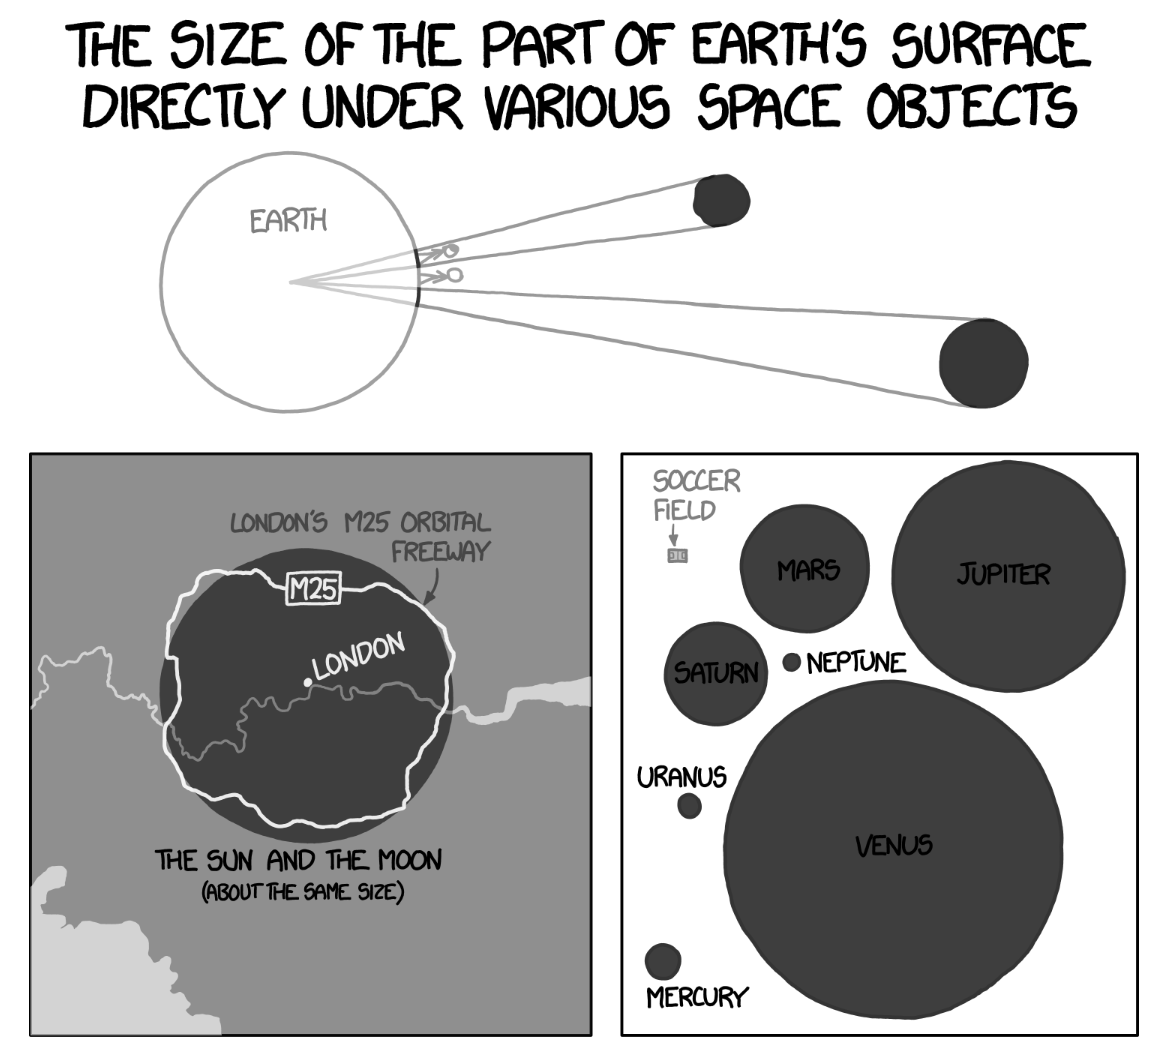 THE SIZE OF THE PART OF EARTH'S SURFACE
DIRECTLY UNDER VARIOUS SPACE OBJECTS
EARTH
LONDON'S M25 ORBITAL
FREEWAY
M25
LONDON
THE SUN AND THE MOON
(ABOUT THE SAME SIZE)
SOCCER
FIELD
MARS
JUPITER
SATURN
NEPTUNE
URANUS
VENUS
MERCURY